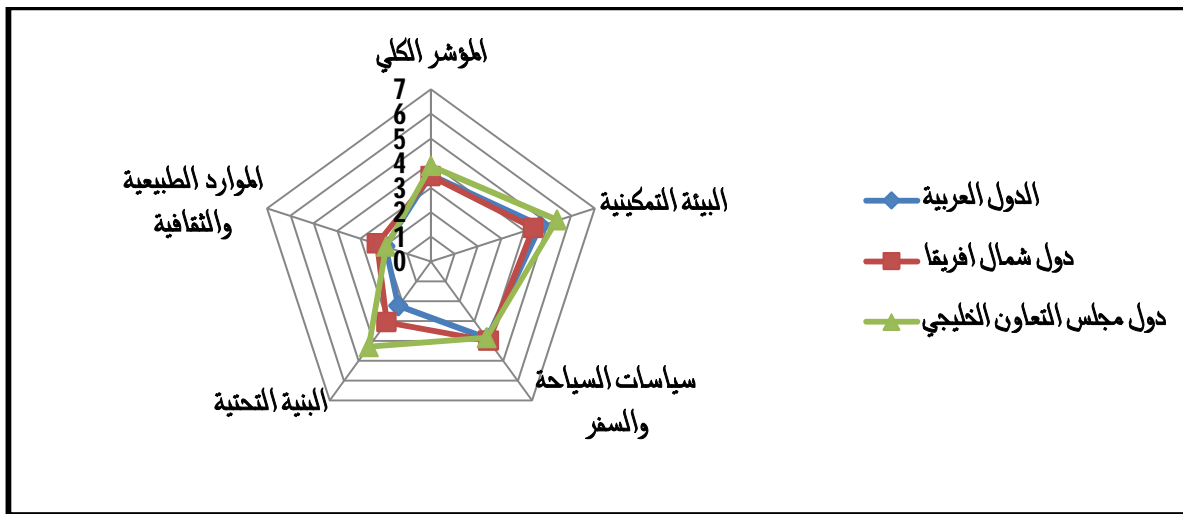 المؤشر الكلي
7
6
5
4
3
2
1
0
البيئة التمكينية
سياسات السياحة
والسفر
البنية التحتية
الموارد الطبيعية
والثقافية
الدول العربية
دول شمال افريقا
دول مجلس التعاون الخليجي